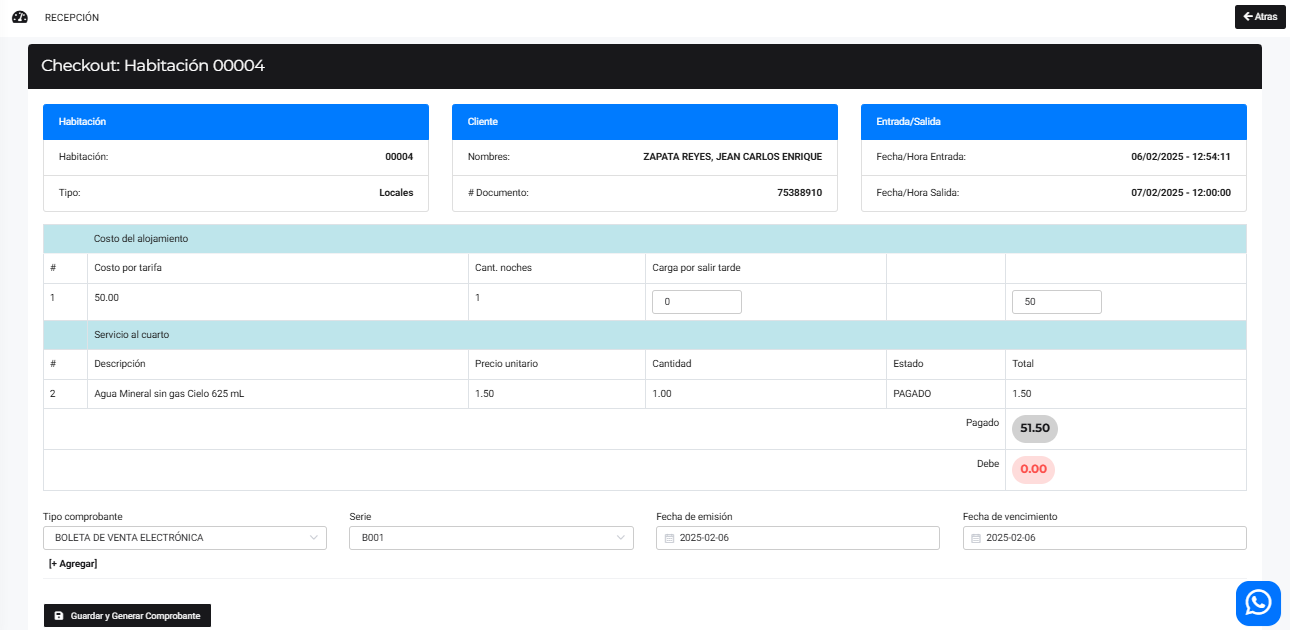 RECEPCIÓN
Atras
Checkout: Habitación 00004
Habitación
Habitación: 00004
Tipo: Locales
Cliente
Nombres: ZAPATA REYES, JEAN CARLOS ENRIQUE
# Documento: 75388910
Entrada/Salida
Fecha/Hora Entrada: 06/02/2025 - 12:54:11
Fecha/Hora Salida: 07/02/2025 - 12:00:00
Costo del alojamiento
# Costo por tarifa Cant. noches Carga por salir tarde
1 50.00 1 0 50
Servicio al cuarto
# Descripción Precio unitario Cantidad Estado Total
2 Agua Mineral sin gas Cielo 625 mL 1.50 1.00 PAGADO 1.50
Pagado 51.50
Debe 0.00
Tipo comprobante Serie Fecha de emisión Fecha de vencimiento
BOLETA DE VENTA ELECTRÓNICA B001 2025-02-06 2025-02-06
[+ Agregar]
Guardar y Generar Comprobante